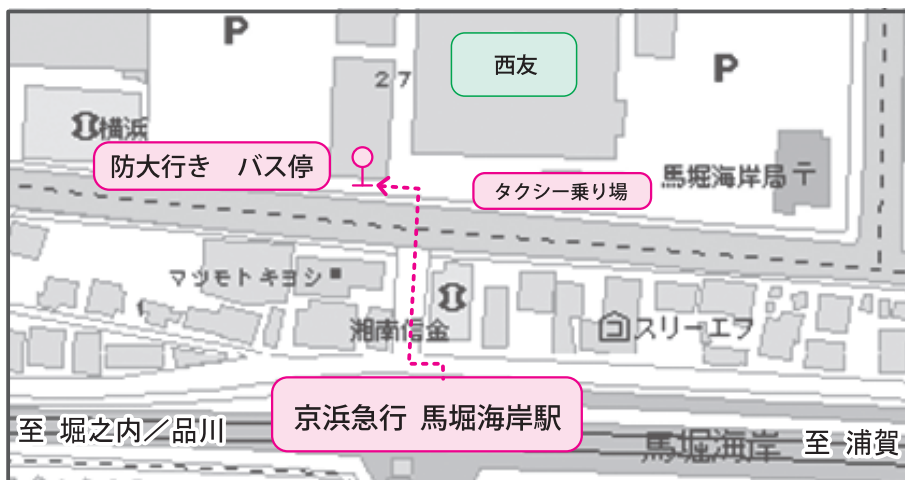 P
27
西友
P
横浜
防大行き　バス停
タクシー乗り場
馬堀海岸局
マツモトキヨシ
湘南信金
スリーエフ
京浜急行 馬堀海岸駅
至 堀之内／品川
馬堀海岸
至 浦賀